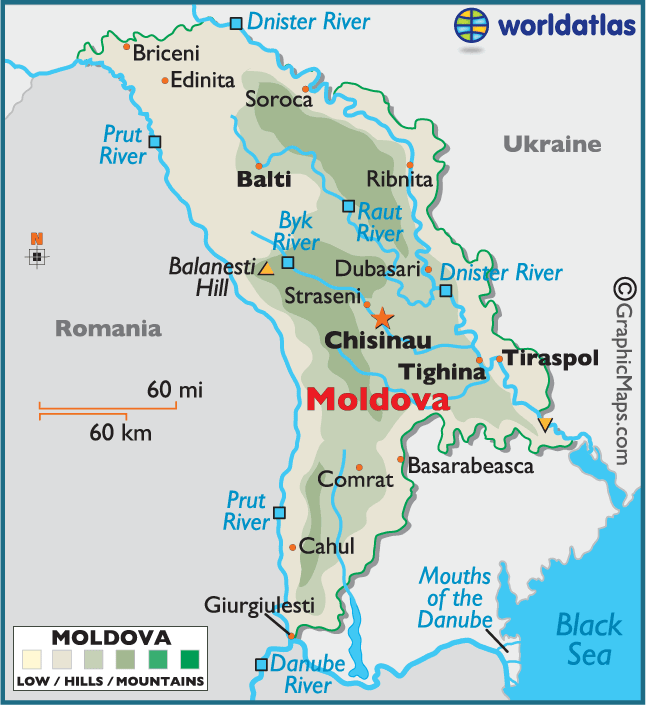 Dnister River
worldatlas
Briceni
Edinita
Soroca
Prut
River
Ukraine
Balti
Ribnita
Raut
River
Byk
River
N
Balanesti
Hill
Dubasari
Dnister River
Straseni
Romania
Chisinau
Tighina
Tiraspol
60 mi
60 km
Moldova
Basarabeasca
Comrat
Prut
River
Cahul
Mouths
of the
Danube
Giurgiulesti
Black
Sea
MOLDOVA
LOW / HILLS / MOUNTAINS
Danube
River
©GraphicMaps.com